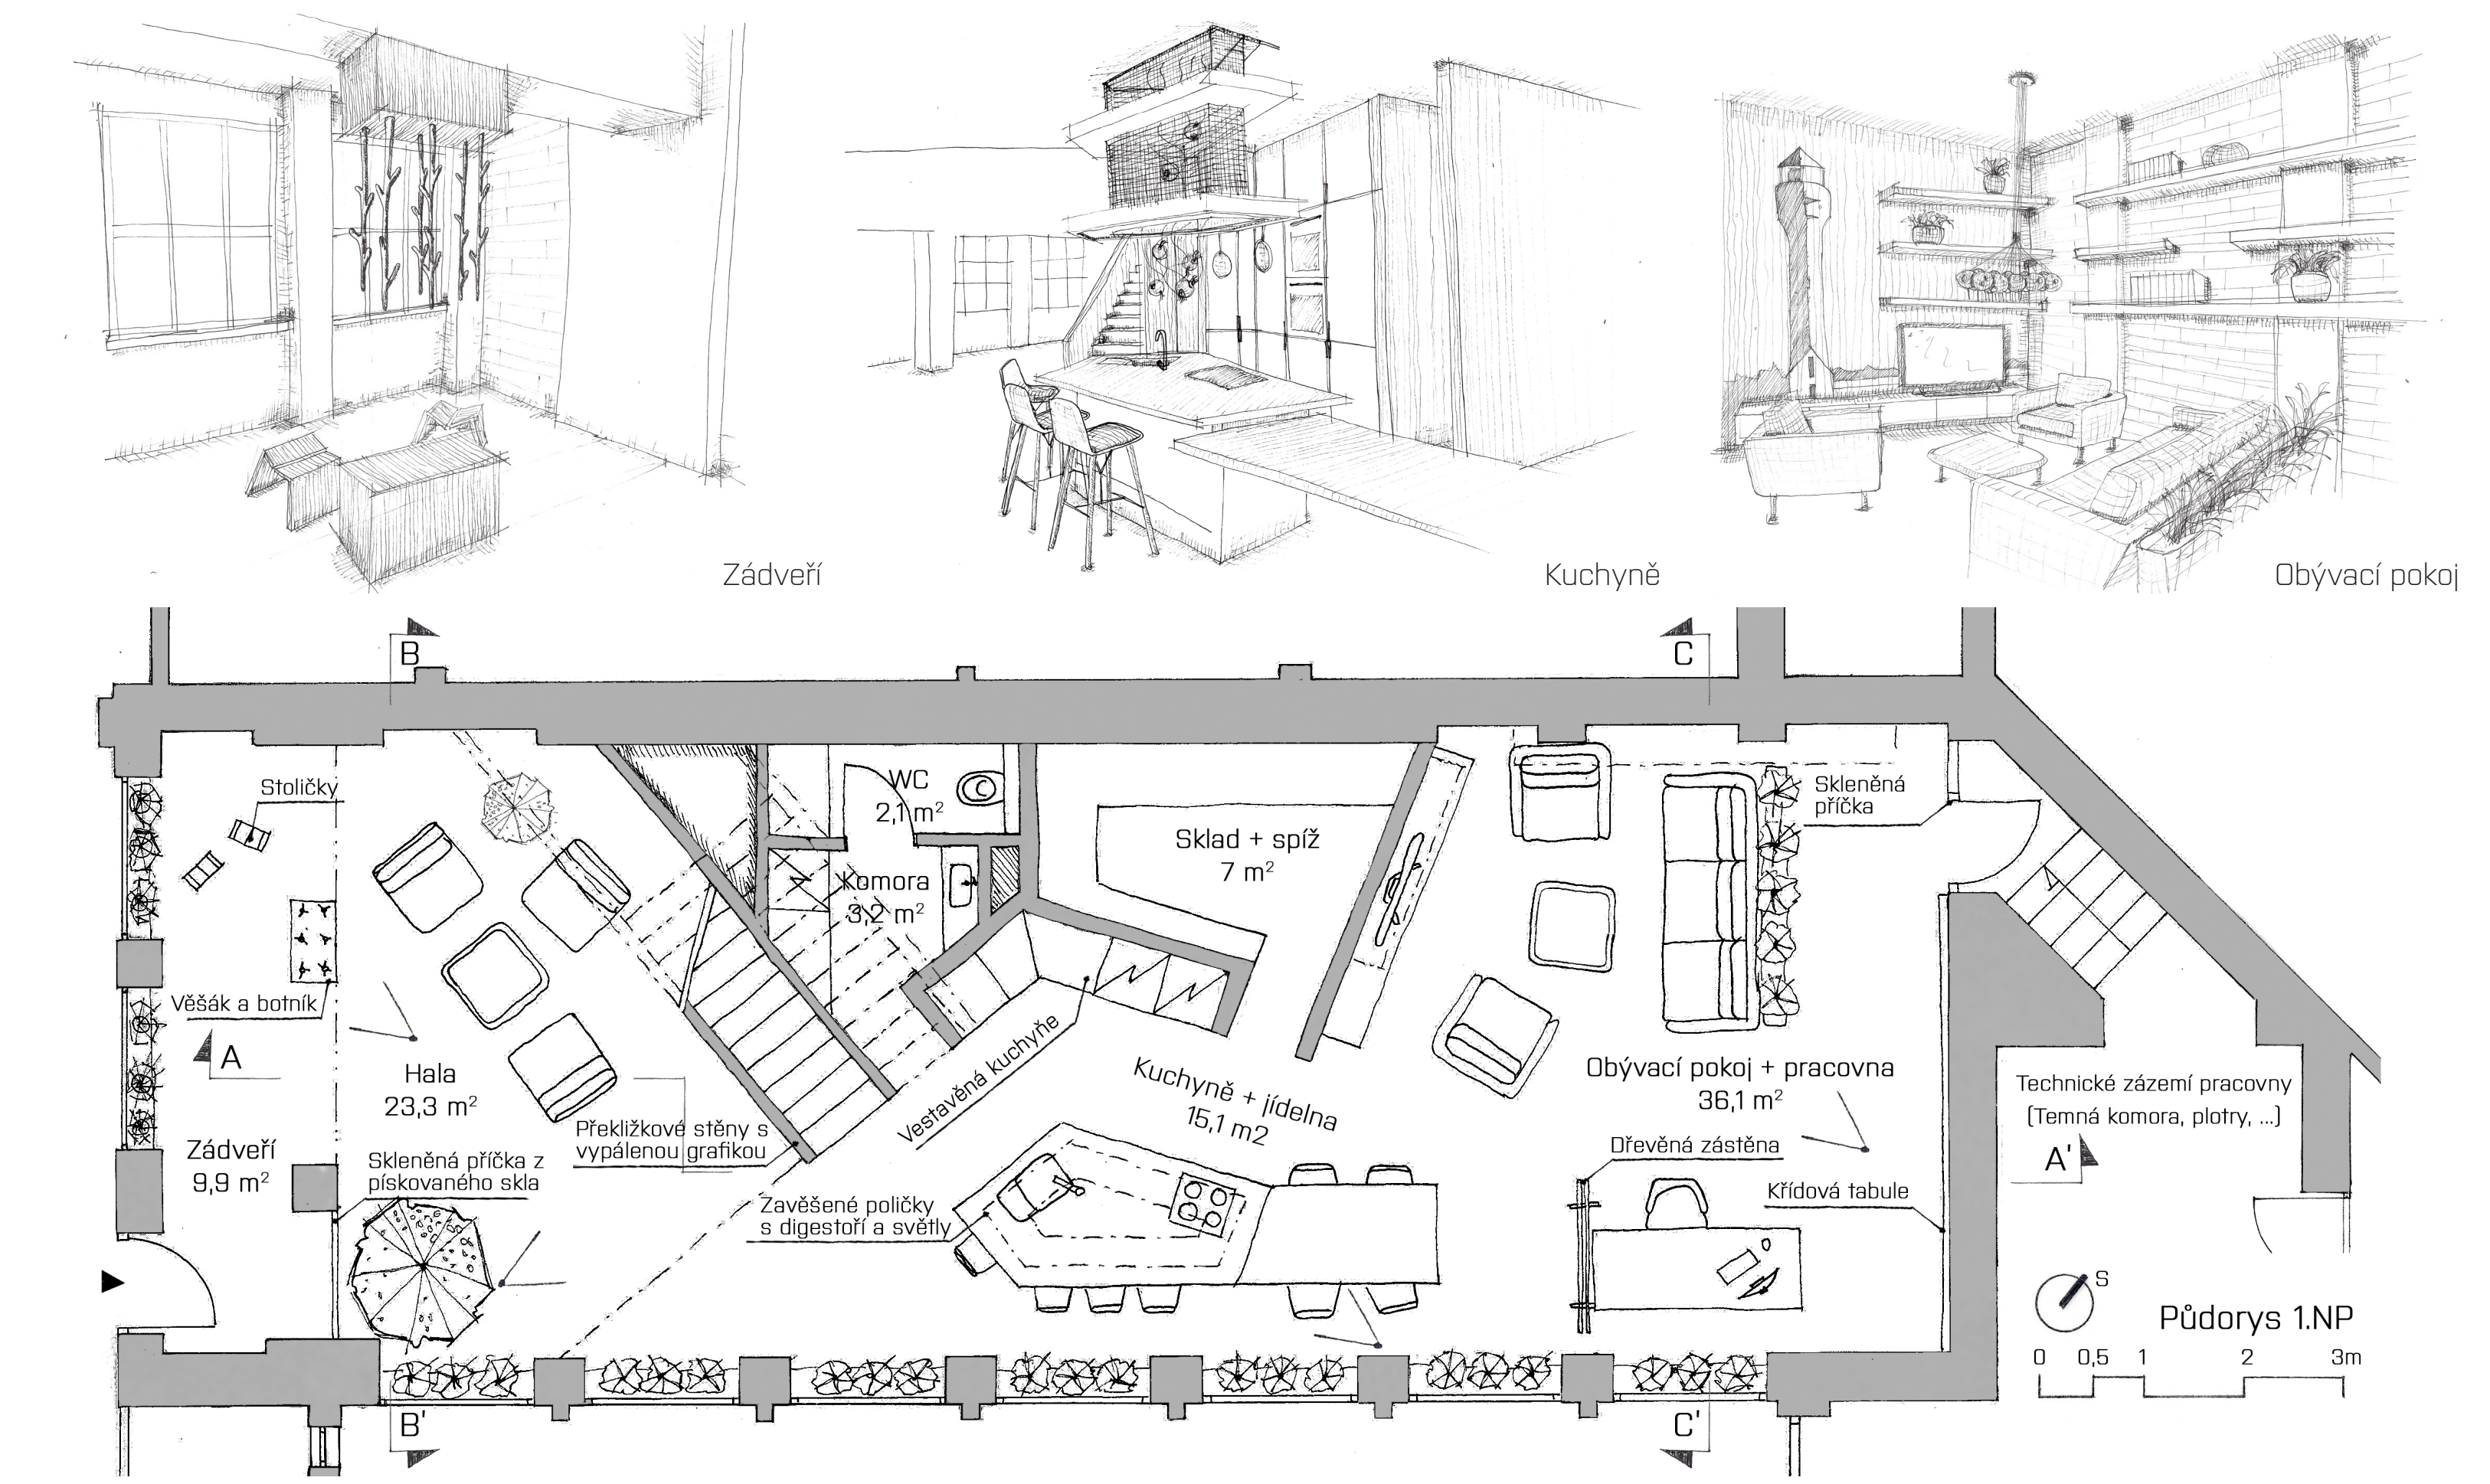 Zádveří
Kuchyně
Obývací pokoj
B
C
Stoličky
WC
2,1 m²
Skleněná
příčka
Sklad + spíž
7 m²
Komora
3,2 m²
Věšák a botník
A
Hala
23,3 m²
Vestavěná kuchyňe
Kuchyně + jídelna
15,1 m2
Obývací pokoj + pracovna
36,1 m²
Technické zázemí pracovny
(Temná komora, plotry, ...)
Překližkové stěny s
vypálenou grafikou
Zádveří
9,9 m²
Skleněná příčka z
pískovaného skla
Dřevěná zástěna
A'
Křídová tabule
Zavěšené poličky
s digestoří a světly
S
Půdorys 1.NP
0 0,5 1 2 3m
B'
C'